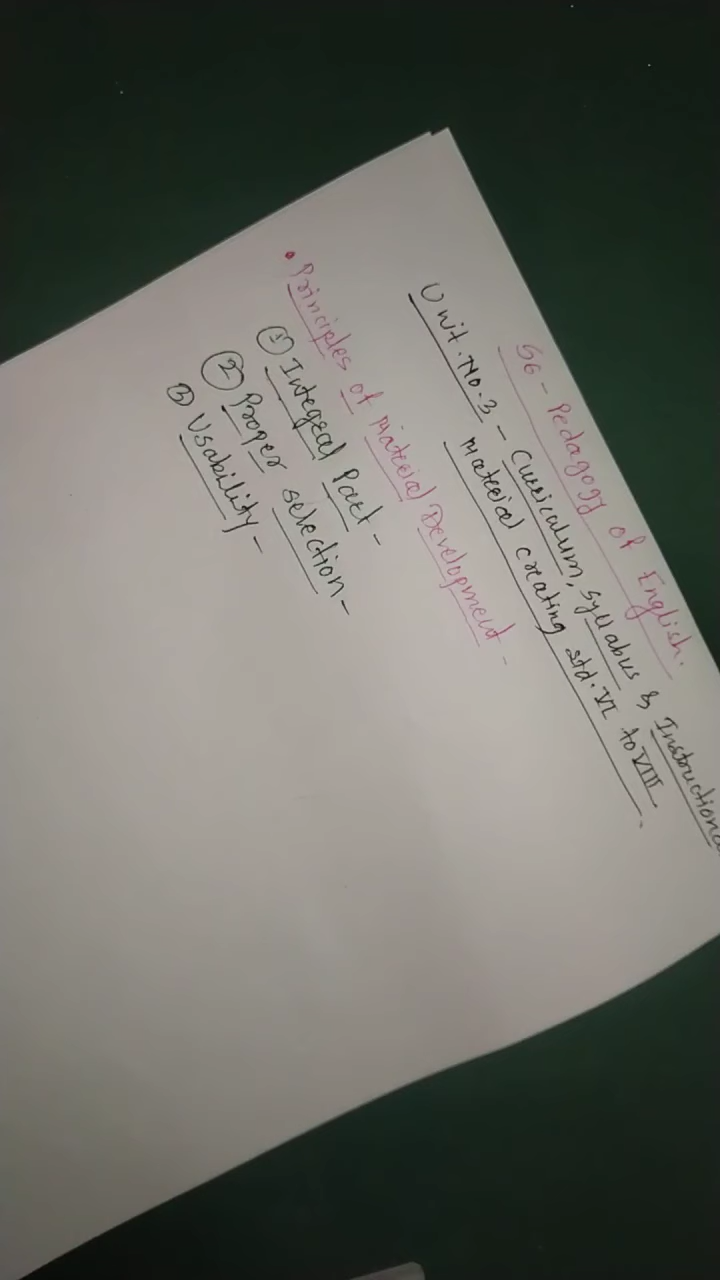 S6 - Pedagogy of English.
Unit.No.3 - Curriculum, Syllabus & Instructional
Material creating std. VI to VIII.
• Principles of Material Development -
① Integral Part -
② Proper selection -
③ Usability -